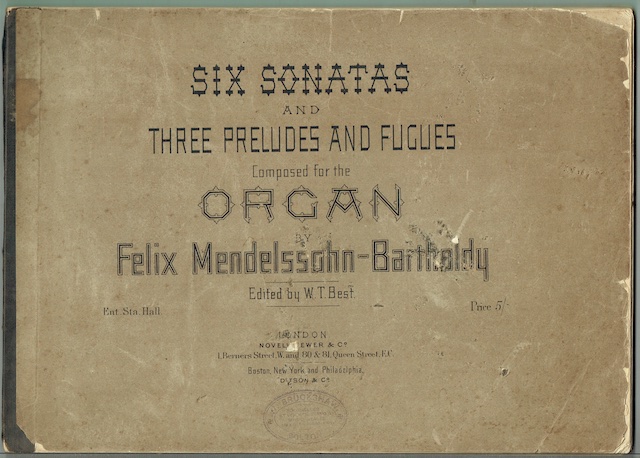 SIX SONATAS
AND
THREE PRELUDES AND FUGUES
Composed for the
ORGAN
BY
Felix Mendelssohn-Bartholdy
Edited by W. T. Best.
Ent. Sta. Hall.
Price 5/-
LONDON
NOVELLO, EWER & Co.
1, Berners Street, W. and 80 & 81, Queen Street, E.C.
Boston, New York and Philadelphia,
DITSON & Co.